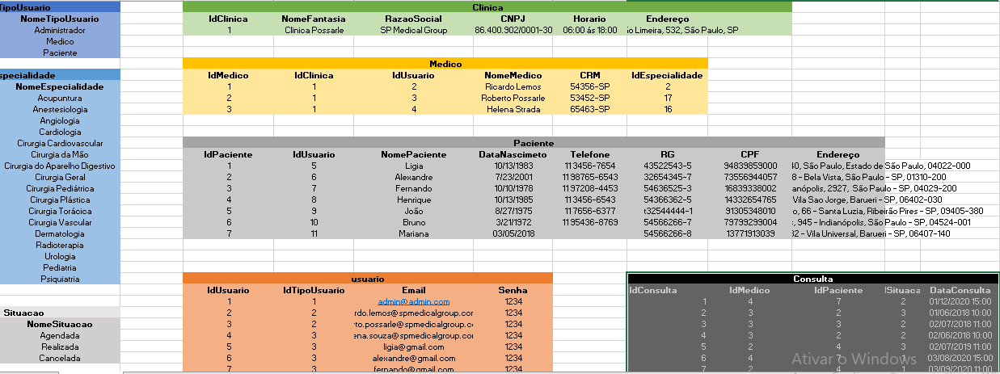 TipoUsuario
NomeTipoUsuario
Administrador
Medico
Paciente
specialidade
NomeEspecialidade
Acupuntura
Anestesiologia
Angiologia
Cardiologia
Cirurgia Cardiovascular
Cirurgia da Mão
Cirurgia do Aparelho Digestivo
Cirurgia Geral
Cirurgia Pediátrica
Cirurgia Plástica
Cirurgia Torácica
Cirurgia Vascular
Dermatologia
Radioterapia
Urologia
Pediatria
Psiquiatria
Situacao
NomeSituacao
Agendada
Realizada
Cancelada
Clinica
IdClinica NomeFantasia RazaoSocial CNPJ Horario Endereço
1 Clinica Possarle SP Medical Group 86.400.902/0001-30 06:00 ás 18:00 io Limeira, 532, São Paulo, SP
Medico
IdMedico IdClinica IdUsuario NomeMedico CRM IdEspecialidade
1 1 2 Ricardo Lemos 54356-SP 2
2 1 3 Roberto Possarle 53452-SP 17
3 1 4 Helena Strada 65463-SP 16
Paciente
IdPaciente IdUsuario NomePaciente DataNascimeto Telefone RG CPF Endereço
1 5 Ligia 10/13/1983 113456-7654 43522543-5 94839859000 40, São Paulo, Estado de São Paulo, 04022-000
2 6 Alexandre 7/23/2001 1198765-6543 32654345-7 73556944057 8 - Bela Vista, São Paulo - SP, 01310-200
3 7 Fernando 10/10/1978 1197208-4453 54636525-3 16839338002 anópolis, 2927, São Paulo - SP, 04029-200
4 8 Henrique 10/13/1985 113456-6543 54366362-5 14332654765 Vila Sao Jorge, Barueri - SP, 06402-030
5 9 João 8/27/1975 117656-6377 t32544444-1 91305348010 o, 66 - Santa Luzia, Ribeirão Pires - SP, 09405-380
6 10 Bruno 3/21/1972 1195436-8769 54566266-7 79799299004 , 945 - Indianópolis, São Paulo - SP, 04524-001
7 11 Mariana 03/05/2018 54566266-8 13771913039 32 - Vila Universal, Barueri - SP, 06407-140
usuario
IdUsuario IdTipoUsuario Email Senha
1 1 admin@admin.com 1234
2 2 rdo.lemos@spmedicalgroup.cor 1234
3 2 to.possarle@spmedicalgroup.c 1234
4 3 ena.souza@spmedicalgroup.cor 1234
5 3 ligia@gmail.com 1234
6 3 alexandre@gmail.com 1234
7 3 fernando@gmail.com 1234
Consulta
IdConsulta IdMedico IdPaciente ISituaca DataConsulta
1 4 7 2 01/12/2020 15:00
2 3 2 3 01/06/2018 10:00
3 3 3 2 02/07/2018 11:00
4 3 2 2 02/06/2018 10:00
5 2 4 3 02/07/2019 11:00
6 4 7 1 03/08/2020 15:00
7 2 4 1 03/09/2020 11:00
Ativar o Windows